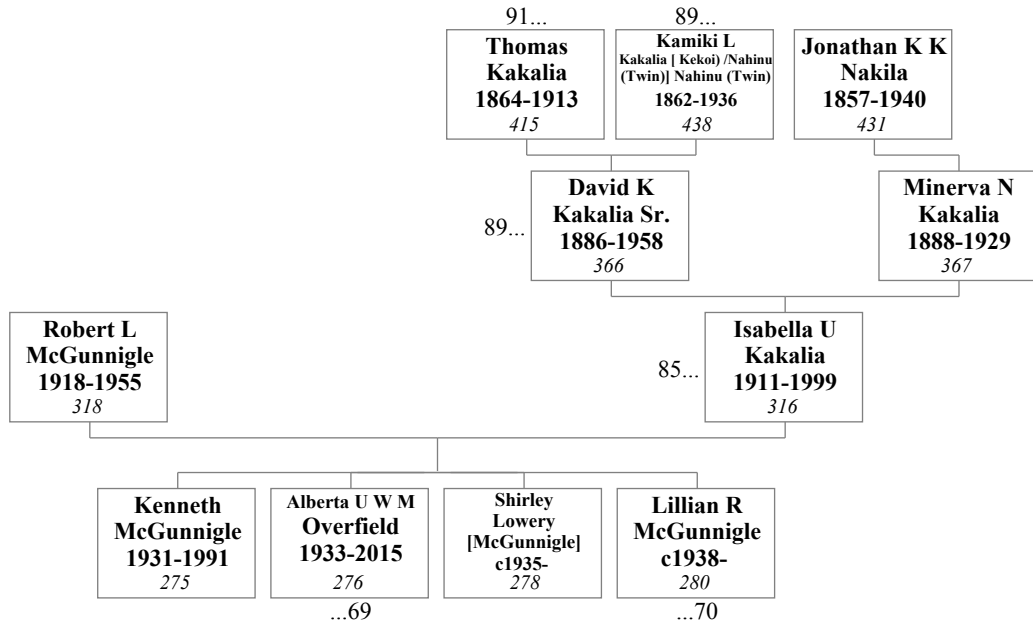 91...
89...
Thomas
Kakalia
1864-1913
415
Kamiki L
Kakalia [ Kekoi) /Nahinu
(Twin)] Nahinu (Twin)
1862-1936
438
Jonathan K K
Nakila
1857-1940
431
89...
David K
Kakalia Sr.
1886-1958
366
Minerva N
Kakalia
1888-1929
367
Robert L
McGunnigle
1918-1955
318
85...
Isabella U
Kakalia
1911-1999
316
Kenneth
McGunnigle
1931-1991
275
Alberta U W M
Overfield
1933-2015
276
Shirley
Lowery
[McGunnigle]
c1935-
278
Lillian R
McGunnigle
c1938-
280
...69
...70